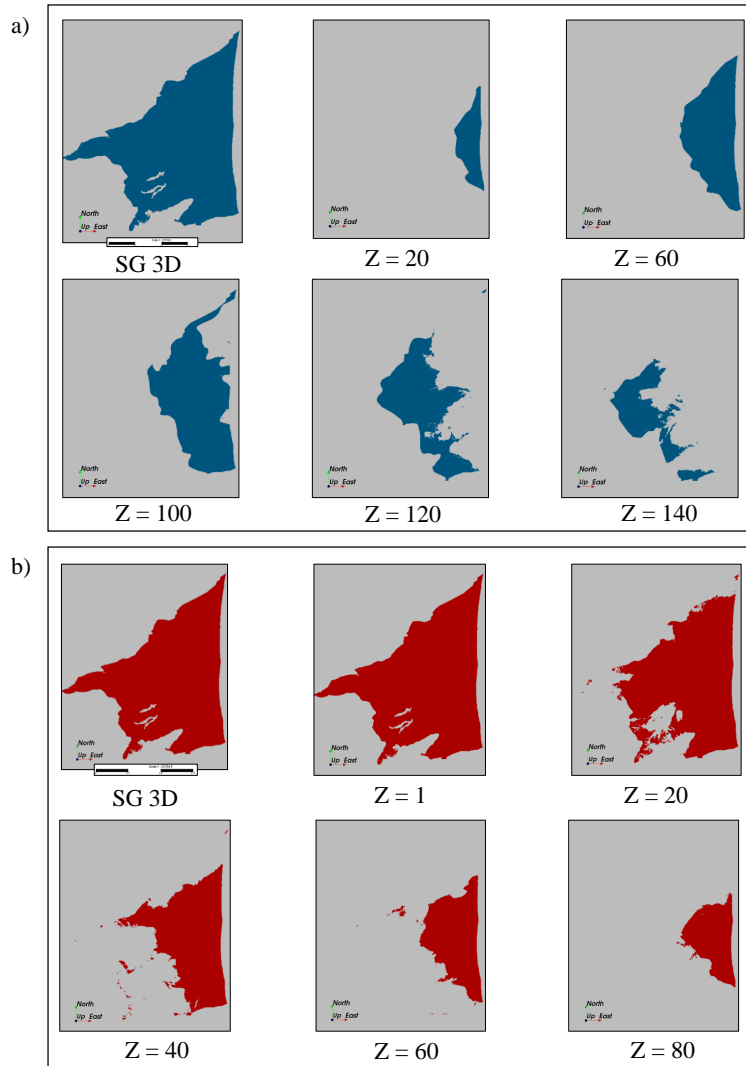 a)
North
Up East
SG 3D
North
Up East
Z = 20
North
Up East
Z = 60
North
Up East
Z = 100
North
Up East
Z = 120
North
Up East
Z = 140
b)
North
Up East
SG 3D
North
Up East
Z = 1
North
Up East
Z = 20
North
Up East
Z = 40
North
Up East
Z = 60
North
Up East
Z = 80